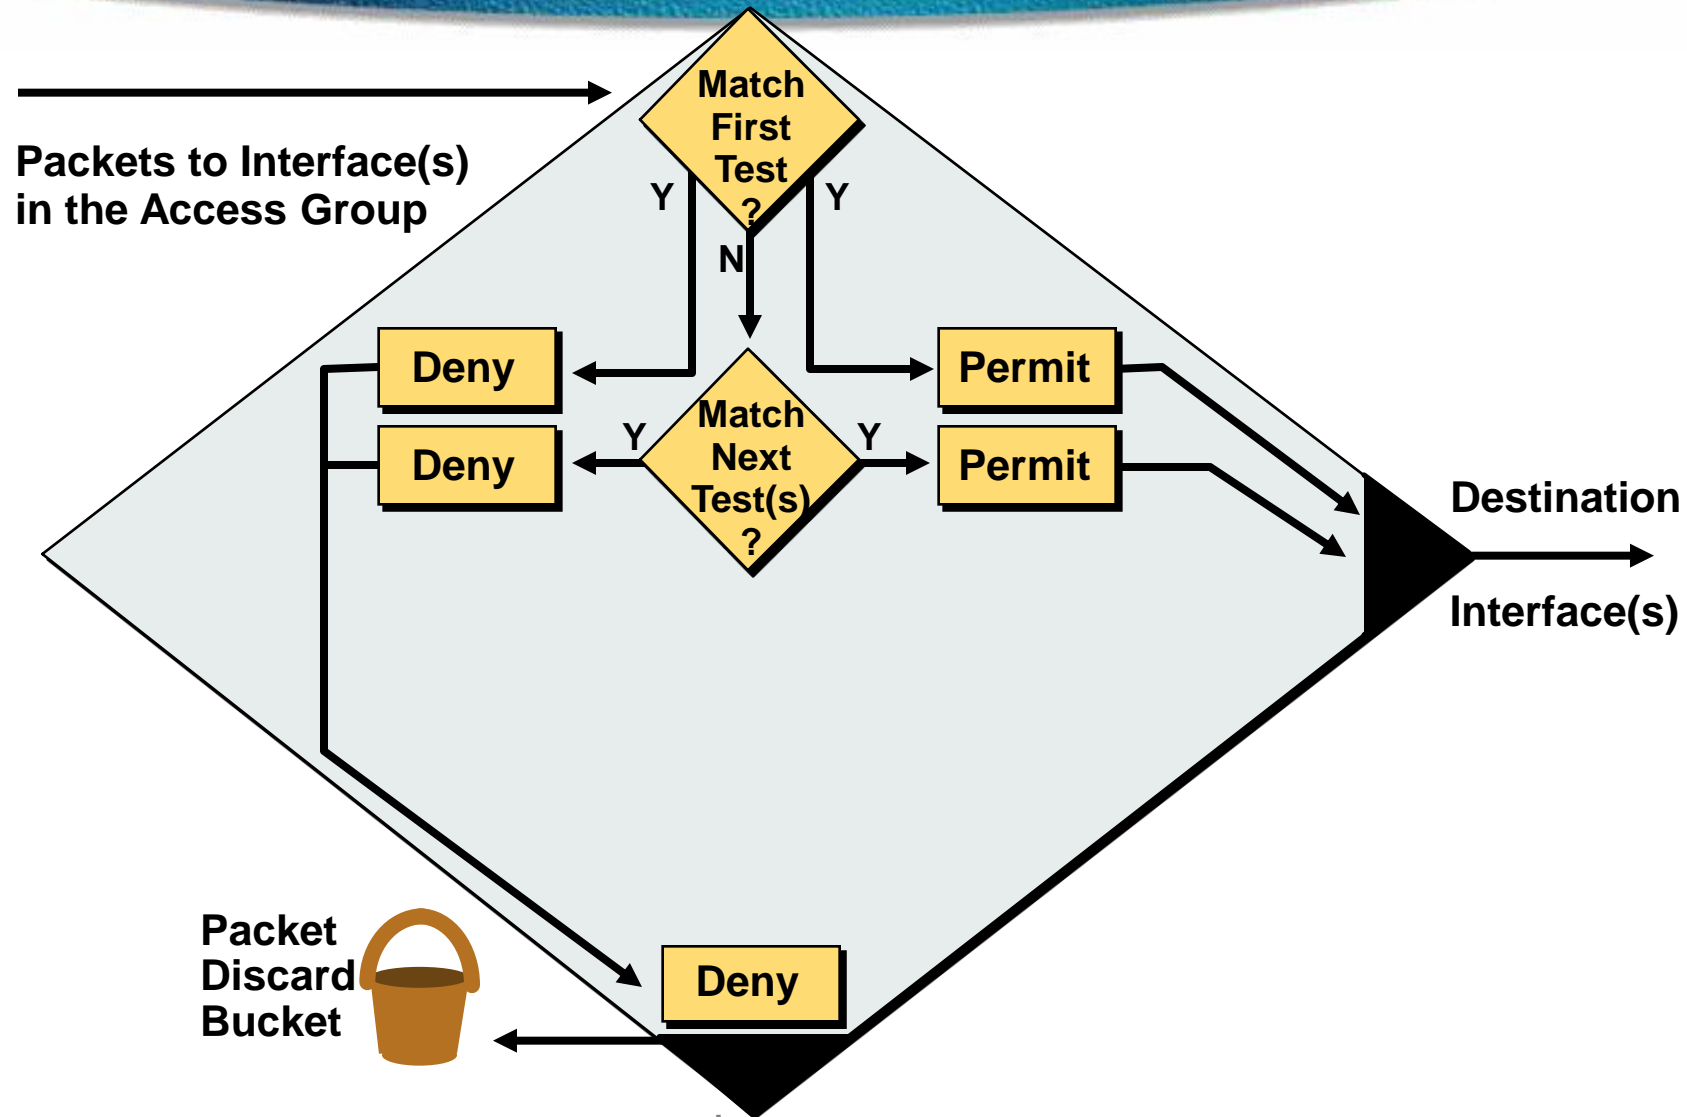 Match
First
Test
?
Packets to Interface(s)
in the Access Group
Y
Y
N
Deny
Permit
Match
Next
Test(s)
?
Y
Y
Deny
Permit
Destination
Interface(s)
Packet
Discard
Bucket
Deny